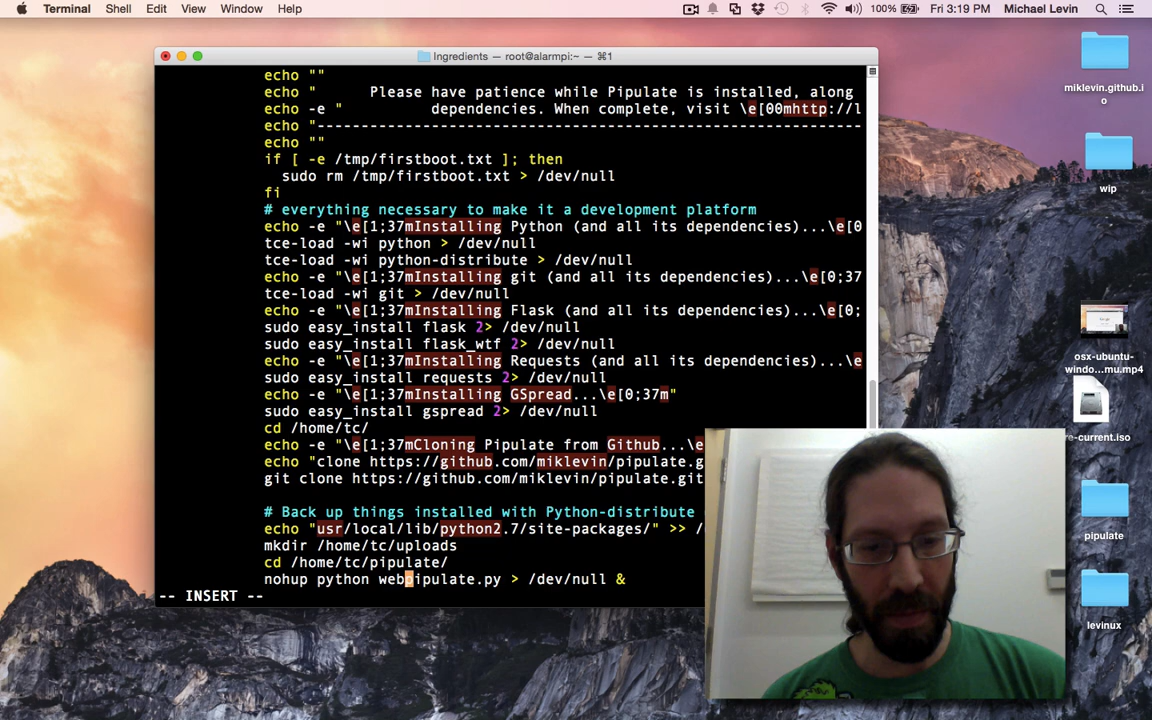 Terminal Shell Edit View Window Help 100% Fri 3:19 PM Michael Levin
Ingredients — root@alarmpi:~ — ⌘1
echo ""
echo "      Please have patience while Pipulate is installed, along
echo -e "          dependencies. When complete, visit \e[00mhttp://l
echo "--------------------------------------------------------------
echo ""
if [ -e /tmp/firstboot.txt ]; then
  sudo rm /tmp/firstboot.txt > /dev/null
fi
# everything necessary to make it a development platform
echo -e "\e[1;37mInstalling Python (and all its dependencies)...\e[0
tce-load -wi python > /dev/null
tce-load -wi python-distribute > /dev/null
echo -e "\e[1;37mInstalling git (and all its dependencies)...\e[0;37
tce-load -wi git > /dev/null
echo -e "\e[1;37mInstalling Flask (and all its dependencies)...\e[0;
sudo easy_install flask 2> /dev/null
sudo easy_install flask_wtf 2> /dev/null
echo -e "\e[1;37mInstalling Requests (and all its dependencies)...\e
sudo easy_install requests 2> /dev/null
echo -e "\e[1;37mInstalling GSpread...\e[0;37m"
sudo easy_install gspread 2> /dev/null
cd /home/tc/
echo -e "\e[1;37mCloning Pipulate from Github...\e
echo "clone https://github.com/miklevin/pipulate.g
git clone https://github.com/miklevin/pipulate.git
# Back up things installed with Python-distribute
echo "usr/local/lib/python2.7/site-packages/" >> /
mkdir /home/tc/uploads
cd /home/tc/pipulate/
nohup python webpipulate.py > /dev/null &
-- INSERT --
miklevin.github.i
o
wip
osx-ubuntu-
windo...mu.mp4
re-current.iso
pipulate
levinux